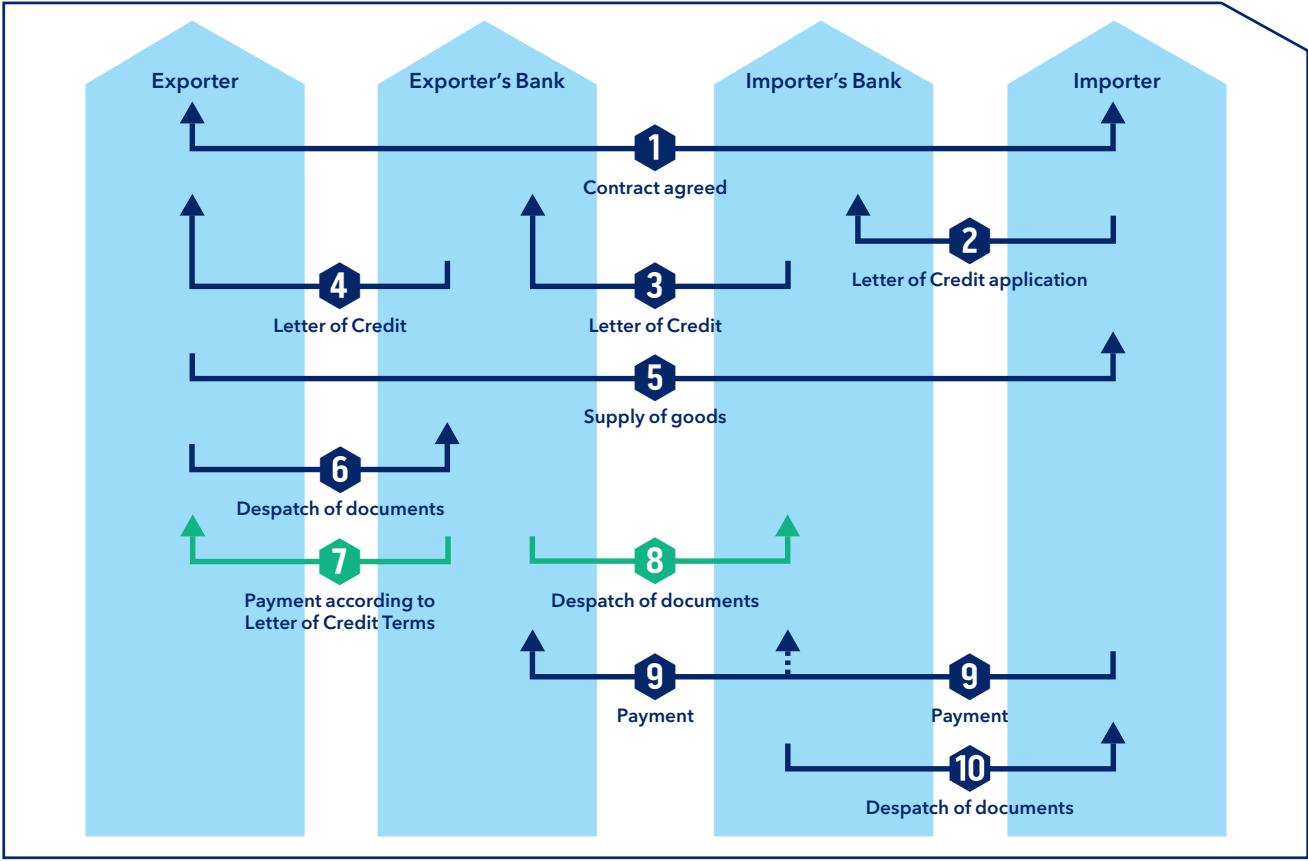 Exporter
Exporter’s Bank
Importer’s Bank
Importer
1
Contract agreed
2
Letter of Credit application
4
Letter of Credit
3
Letter of Credit
5
Supply of goods
6
Despatch of documents
7
Payment according to
Letter of Credit Terms
8
Despatch of documents
9
Payment
9
Payment
10
Despatch of documents